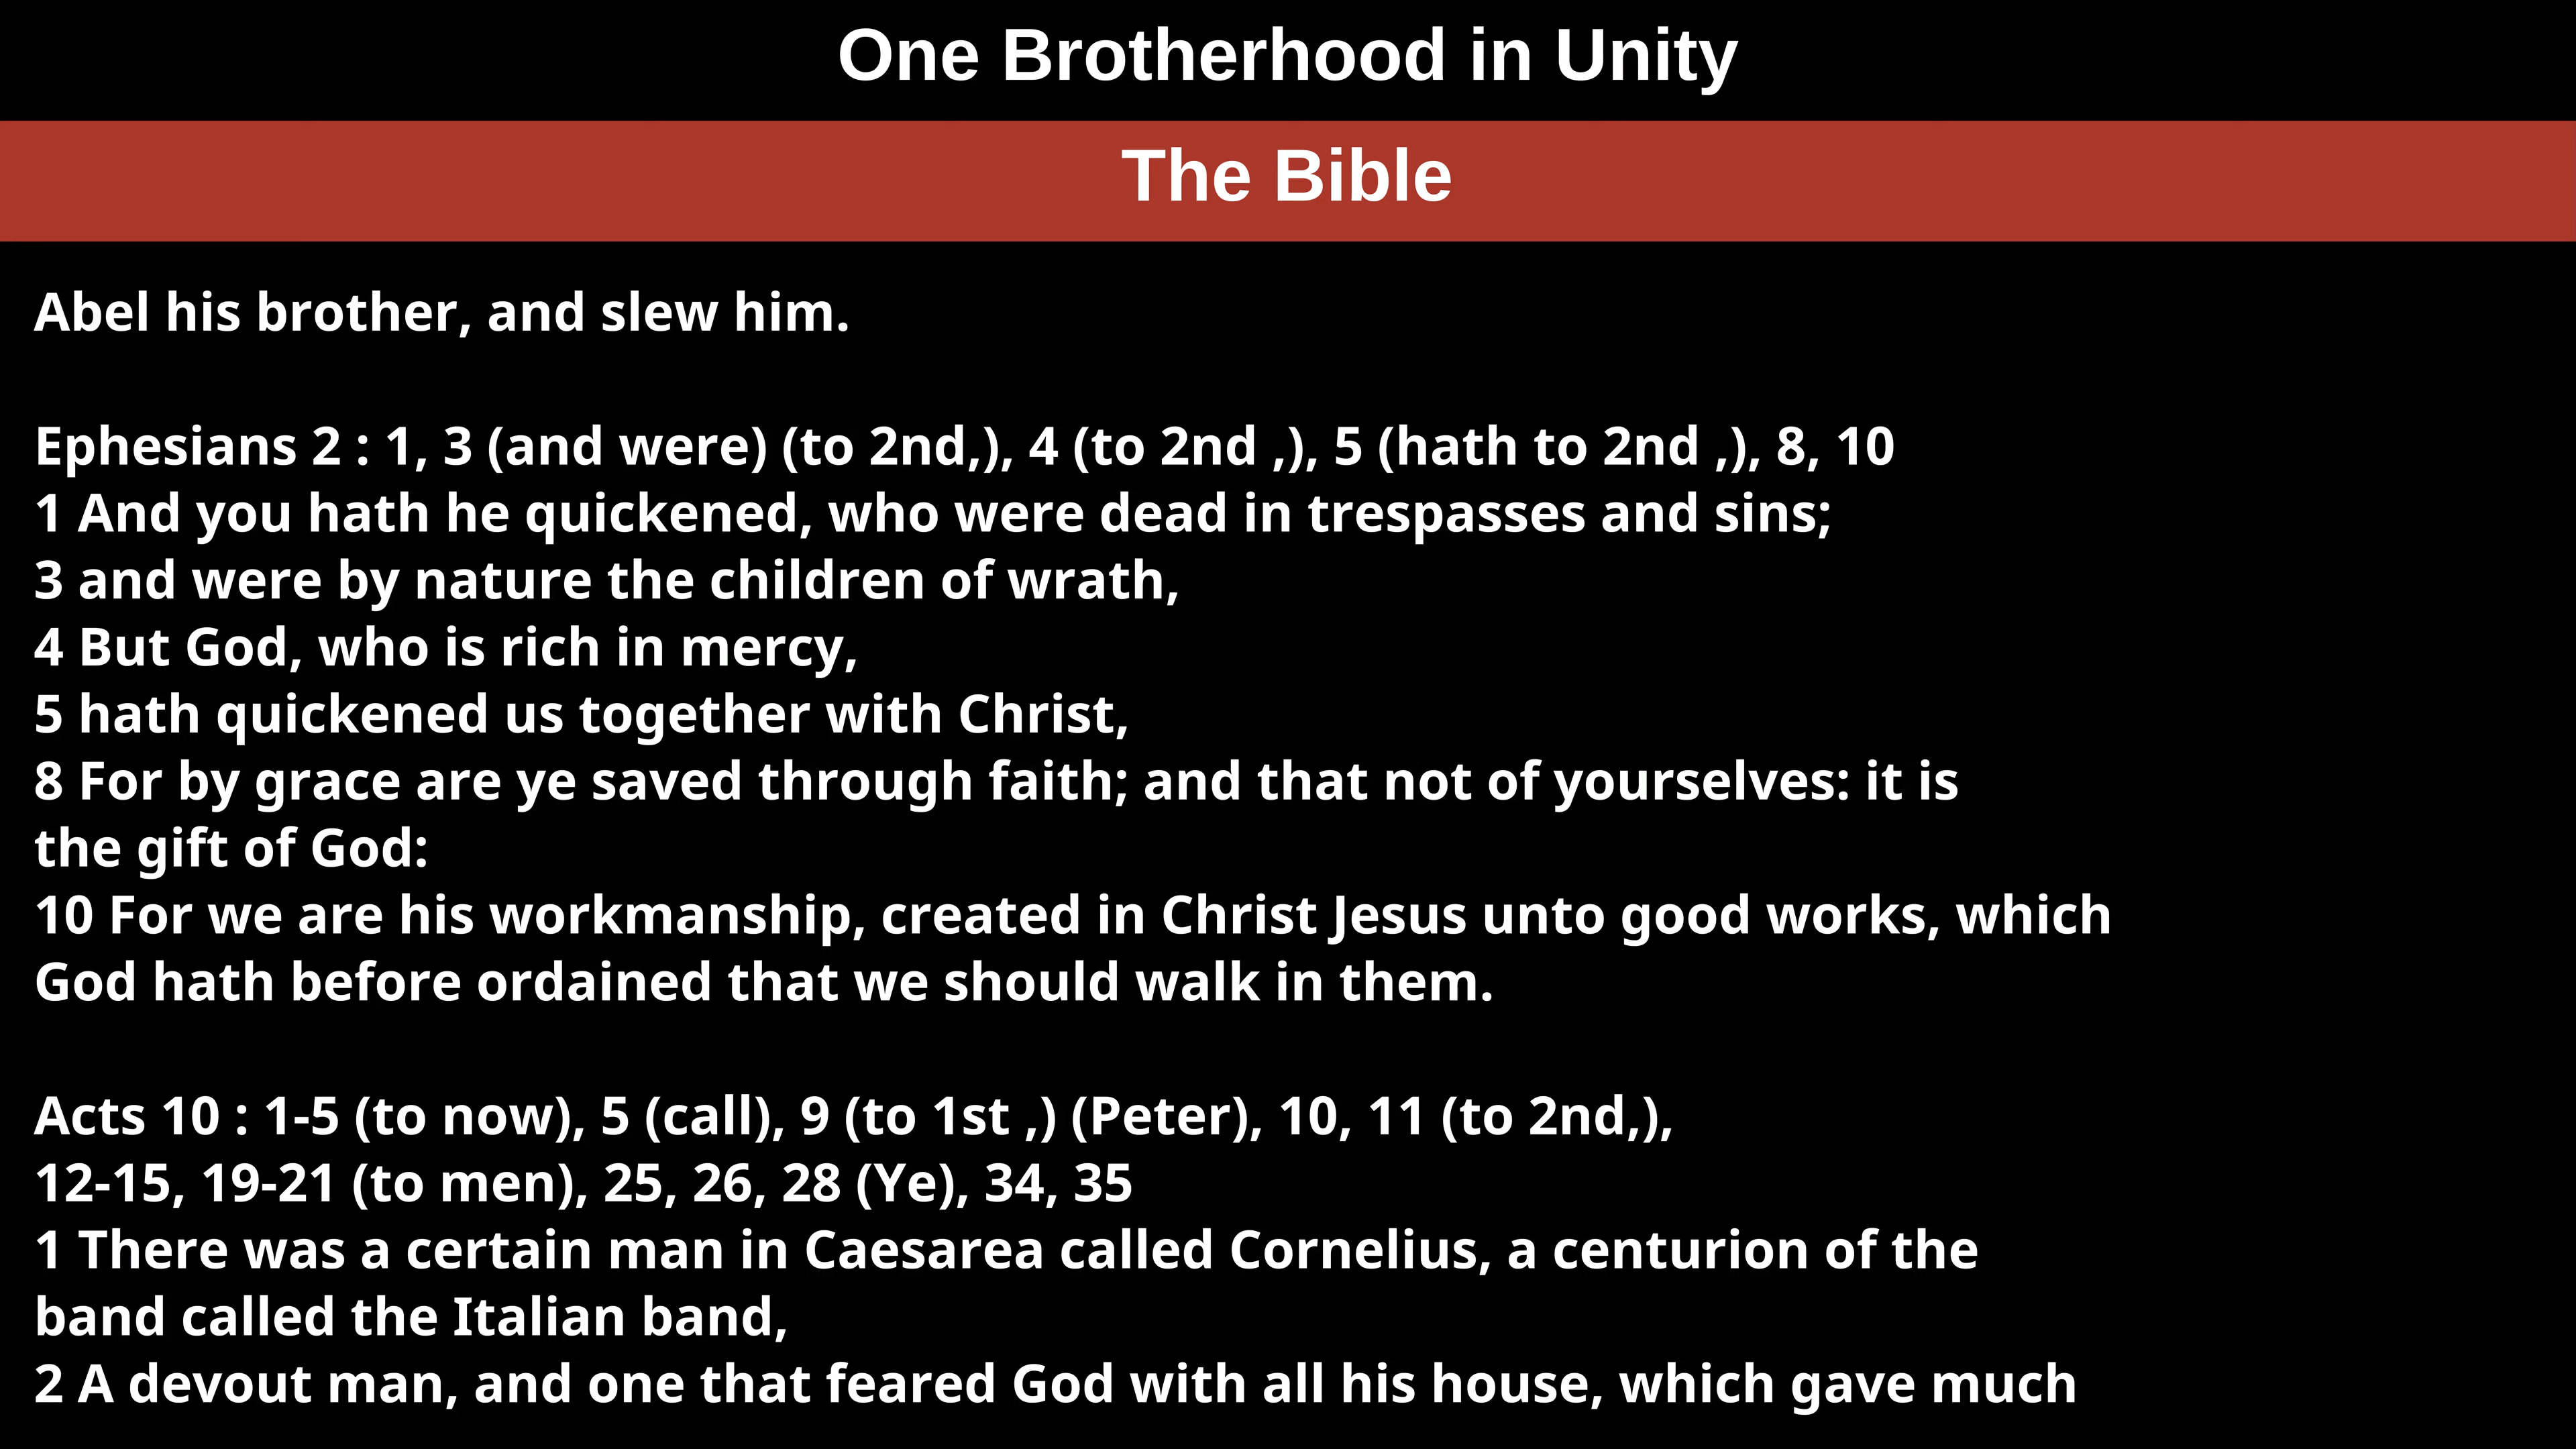 One Brotherhood in Unity
The Bible
Abel his brother, and slew him.
Ephesians 2 : 1, 3 (and were) (to 2nd,), 4 (to 2nd ,), 5 (hath to 2nd ,), 8, 10
1 And you hath he quickened, who were dead in trespasses and sins;
3 and were by nature the children of wrath,
4 But God, who is rich in mercy,
5 hath quickened us together with Christ,
8 For by grace are ye saved through faith; and that not of yourselves: it is
the gift of God:
10 For we are his workmanship, created in Christ Jesus unto good works, which
God hath before ordained that we should walk in them.
Acts 10 : 1-5 (to now), 5 (call), 9 (to 1st ,) (Peter), 10, 11 (to 2nd,),
12-15, 19-21 (to men), 25, 26, 28 (Ye), 34, 35
1 There was a certain man in Caesarea called Cornelius, a centurion of the
band called the Italian band,
2 A devout man, and one that feared God with all his house, which gave much